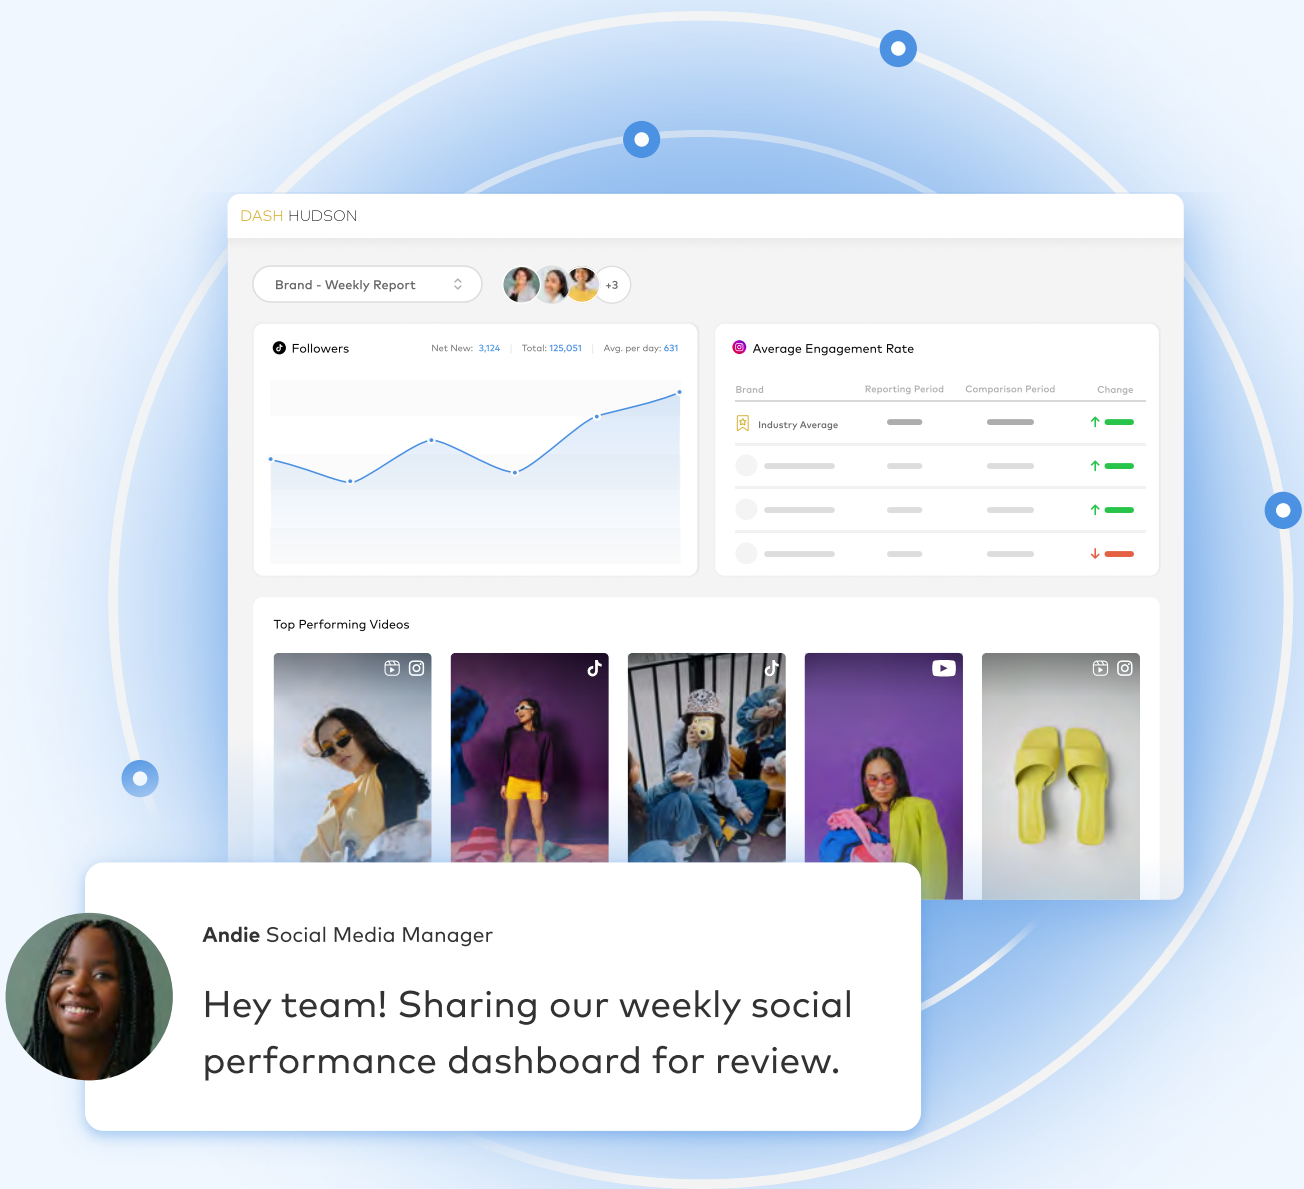 DASH HUDSON
Brand - Weekly Report
+3
Followers
Net New: 3,124
Total: 125,051
Avg. per day: 631
Average Engagement Rate
Brand Reporting Period Comparison Period Change
Industry Average
Top Performing Videos
Andie Social Media Manager
Hey team! Sharing our weekly social
performance dashboard for review.